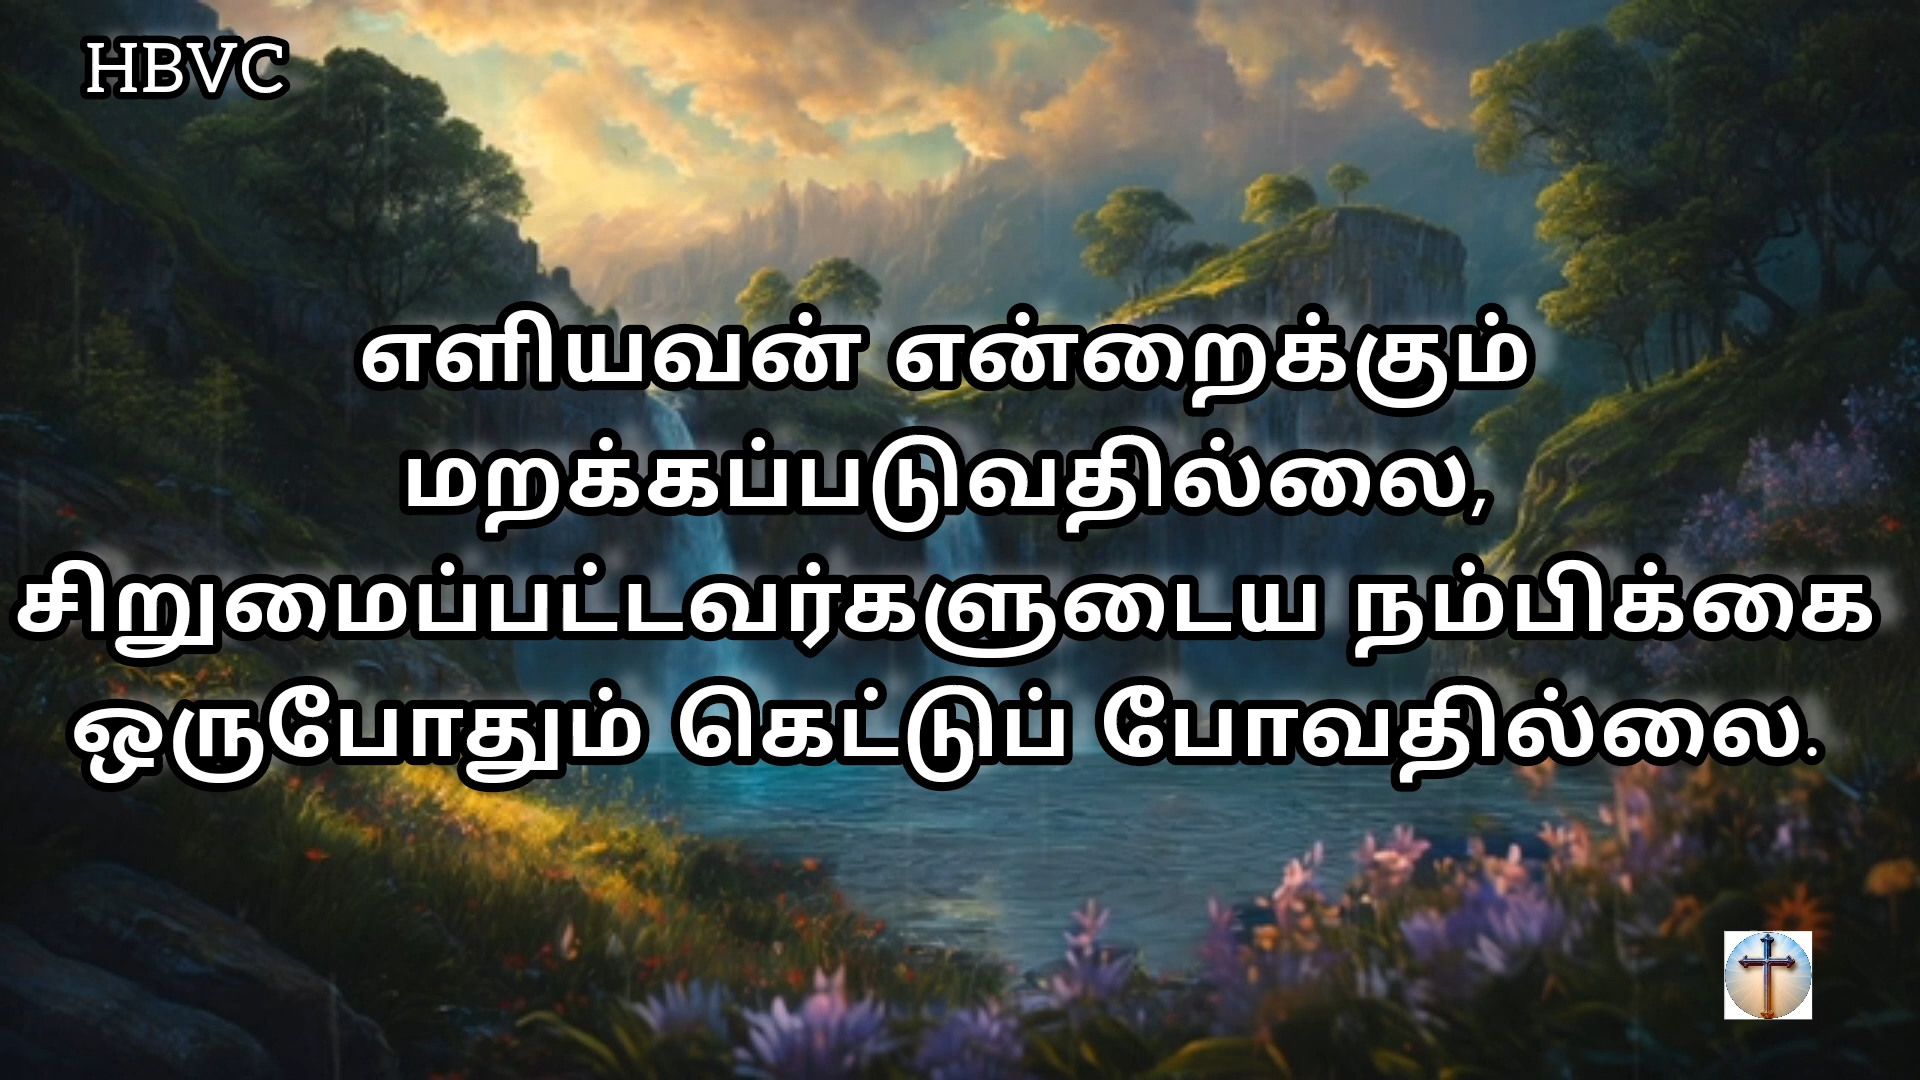 HBVC
எளியவன் என்றைக்கும்
மறக்கப்படுவதில்லை,
சிறுமைப்பட்டவர்களுடைய நம்பிக்கை
ஒருபோதும் கெட்டுப் போவதில்லை.